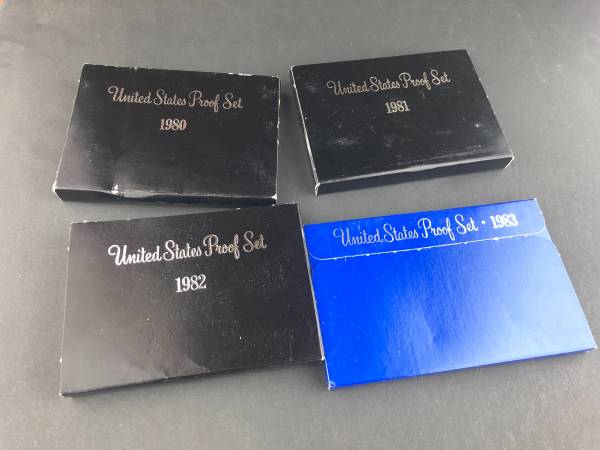 United States Proof Set
1980
United States Proof Set
1981
United States Proof Set
1982
United States Proof Set · 1983